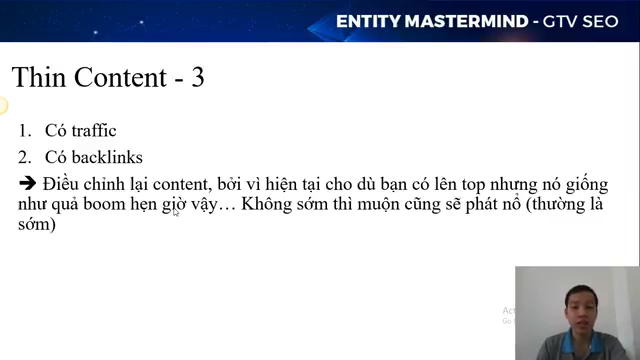 ENTITY MASTERMIND - GTV SEO
Thin Content - 3
1. Có traffic
2. Có backlinks
➔ Điều chỉnh lại content, bởi vì hiện tại cho dù bạn có lên top nhưng nó giống
như quả boom hẹn giờ vậy… Không sớm thì muộn cũng sẽ phát nổ (thường là
sớm)